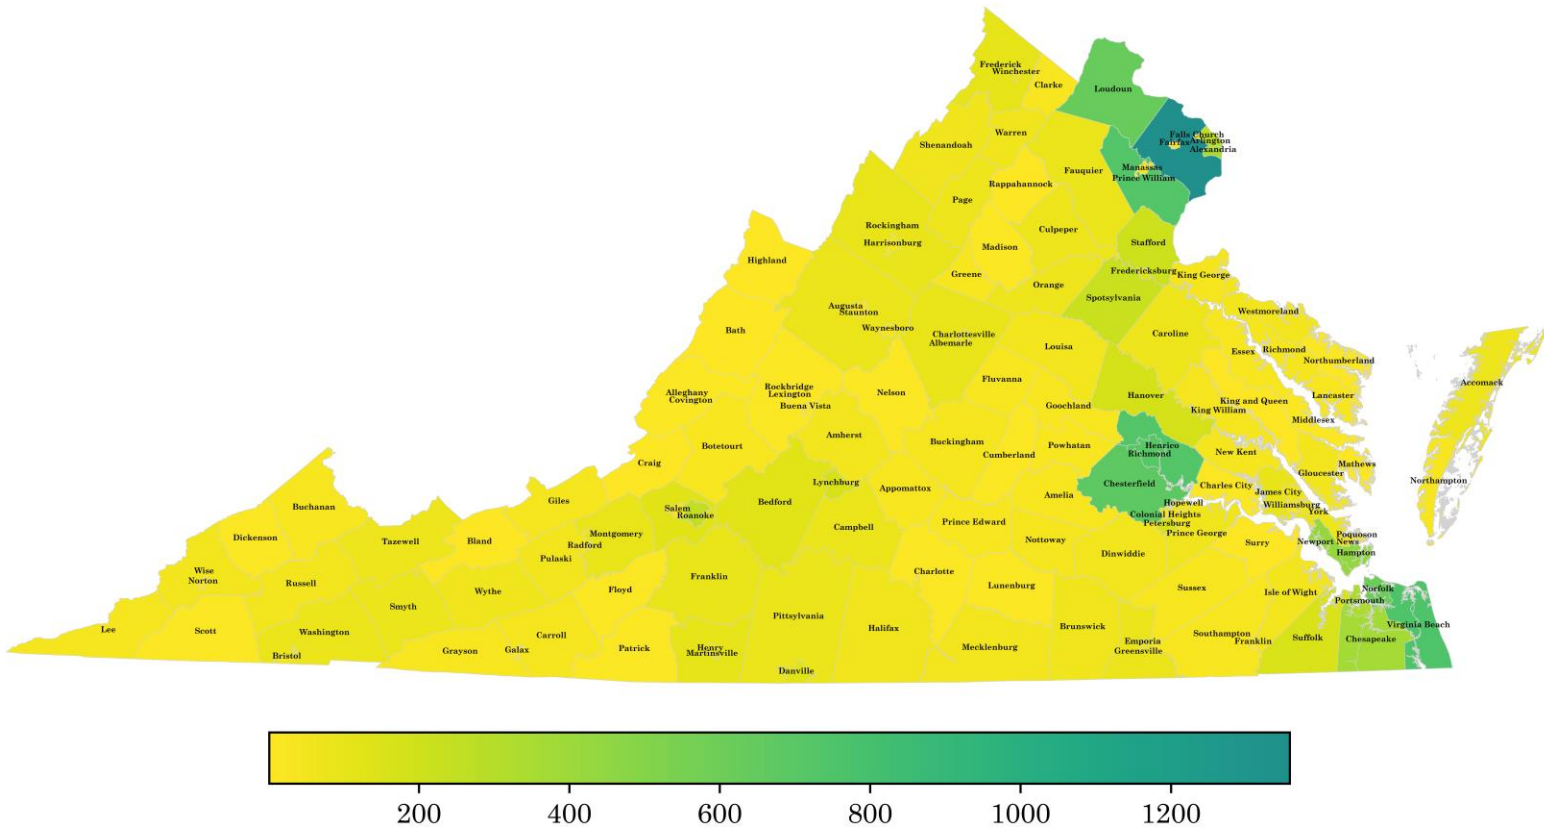 Frederick
Winchester
Clarke
Loudoun
Warren
Shenandoah
Falls Church
Fairfax
Arlington
Alexandria
Fauquier
Manassas
Prince William
Rappahannock
Page
Rockingham
Harrisonburg
Culpeper
Madison
Stafford
Highland
Greene
Fredericksburg
King George
Orange
Spotsylvania
Augusta
Staunton
Waynesboro
Westmoreland
Bath
Charlottesville
Albemarle
Louisa
Caroline
Essex
Richmond
Northumberland
Accomack
Rockbridge
Lexington
Buena Vista
Nelson
Fluvanna
Goochland
Hanover
Alleghany
Covington
Lancaster
King and Queen
King William
Middlesex
Botetourt
Amherst
Buckingham
Cumberland
Powhatan
Henrico
Richmond
New Kent
Craig
Mathews
Gloucester
Northampton
Lynchburg
Bedford
Appomattox
Amelia
Chesterfield
Charles City
James City
Williamsburg
York
Giles
Buchanan
Salem
Roanoke
Campbell
Prince Edward
Hopewell
Colonial Heights
Petersburg
Prince George
Dickenson
Tazewell
Bland
Montgomery
Radford
Pulaski
Nottoway
Dinwiddie
Surry
Poquoson
Newport News
Hampton
Wise
Norton
Russell
Wythe
Floyd
Franklin
Charlotte
Lunenburg
Sussex
Isle of Wight
Norfolk
Portsmouth
Smyth
Pittsylvania
Halifax
Brunswick
Virginia Beach
Lee
Scott
Washington
Bristol
Grayson
Galax
Carroll
Patrick
Henry
Martinsville
Danville
Mecklenburg
Emporia
Greensville
Southampton
Franklin
Suffolk
Chesapeake
200 400 600 800 1000 1200